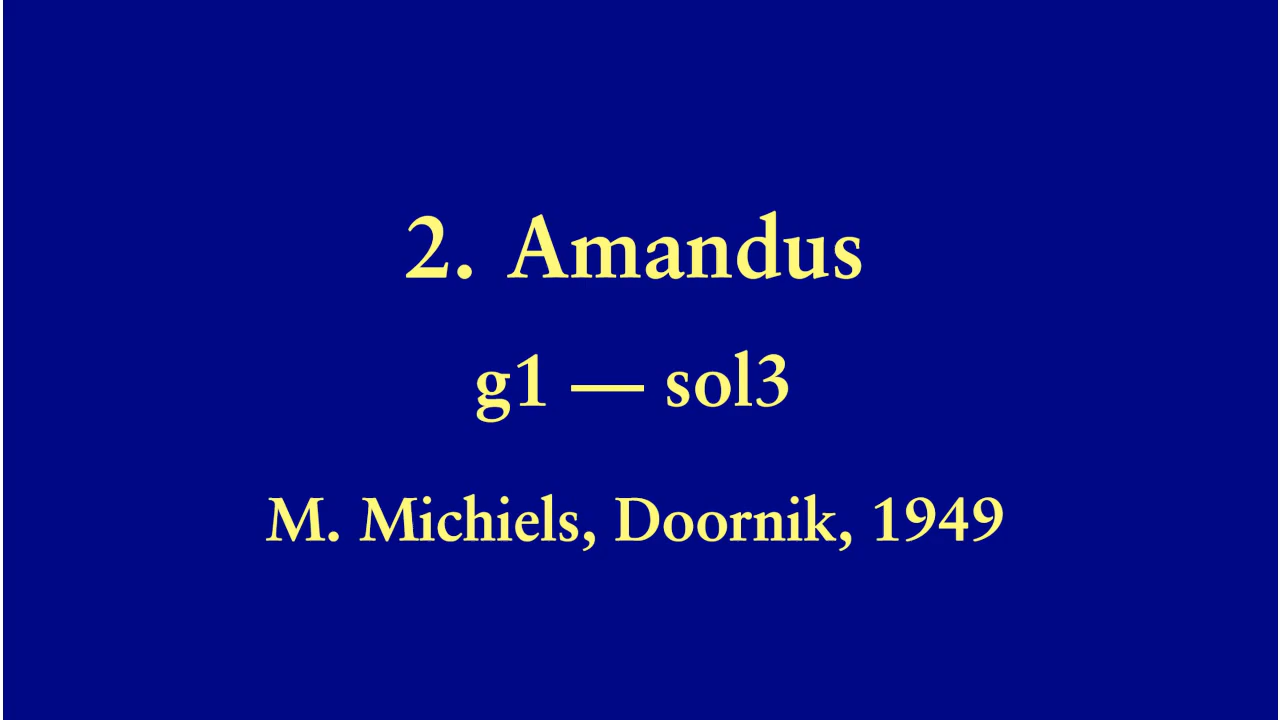 2. Amandus
g1 — sol3
M. Michiels, Doornik, 1949